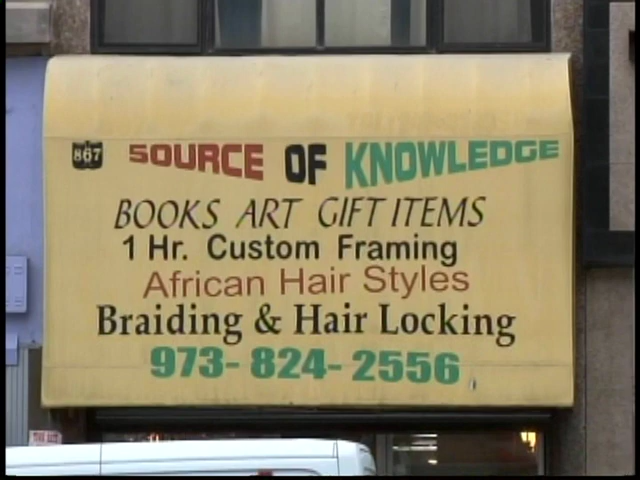 867 SOURCE OF KNOWLEDGE
BOOKS ART GIFT ITEMS
1 Hr. Custom Framing
African Hair Styles
Braiding & Hair Locking
973-824-2556